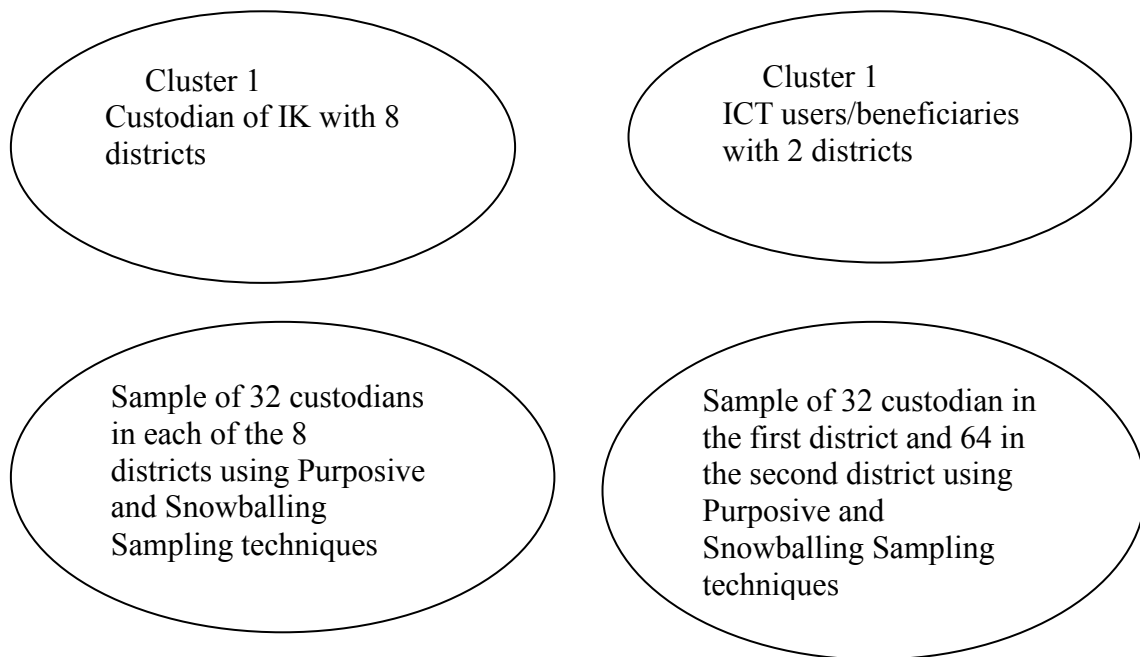 Cluster 1
Custodian of IK with 8
districts
Cluster 1
ICT users/beneficiaries
with 2 districts
Sample of 32 custodians
in each of the 8
districts using Purposive
and Snowballing
Sampling techniques
Sample of 32 custodian in
the first district and 64 in
the second district using
Purposive and
Snowballing Sampling
techniques